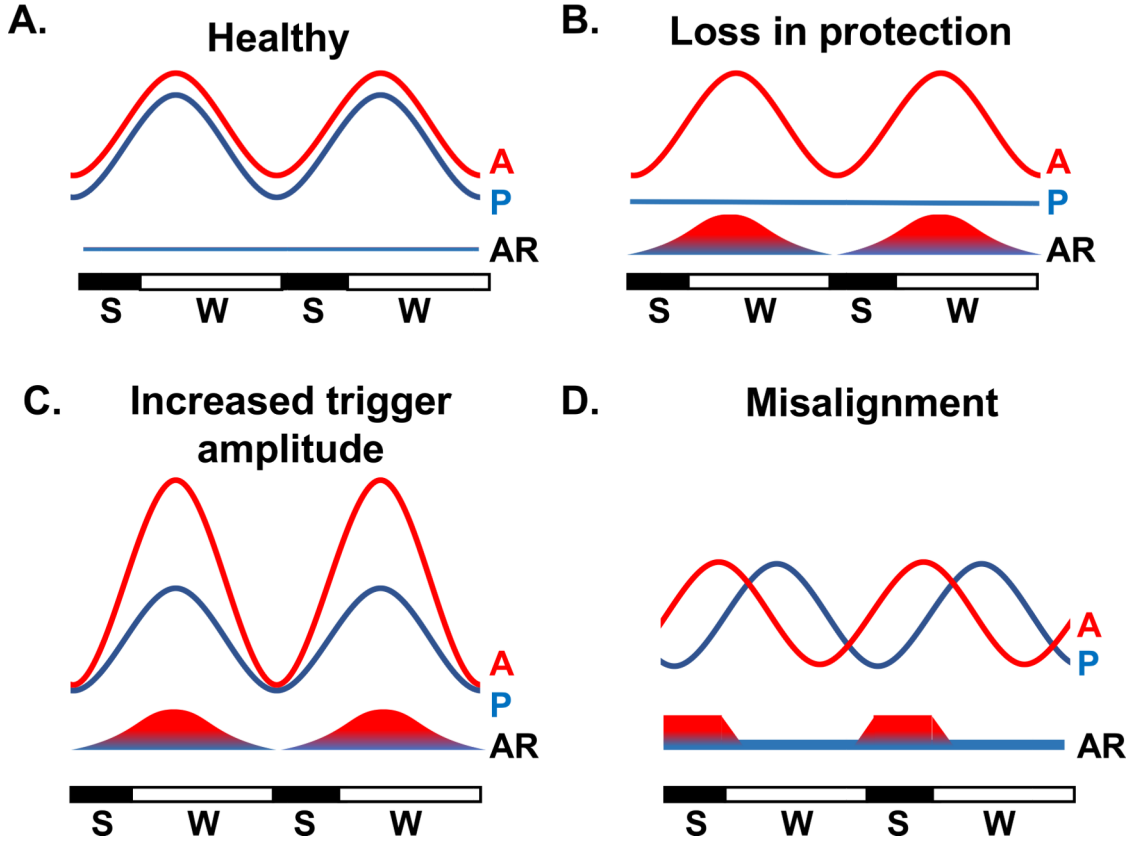 A.
Healthy
A
P
AR
S W S W
B.
Loss in protection
A
P
AR
S W S W
C.
Increased trigger
amplitude
A
P
AR
S W S W
D.
Misalignment
A
P
AR
S W S W